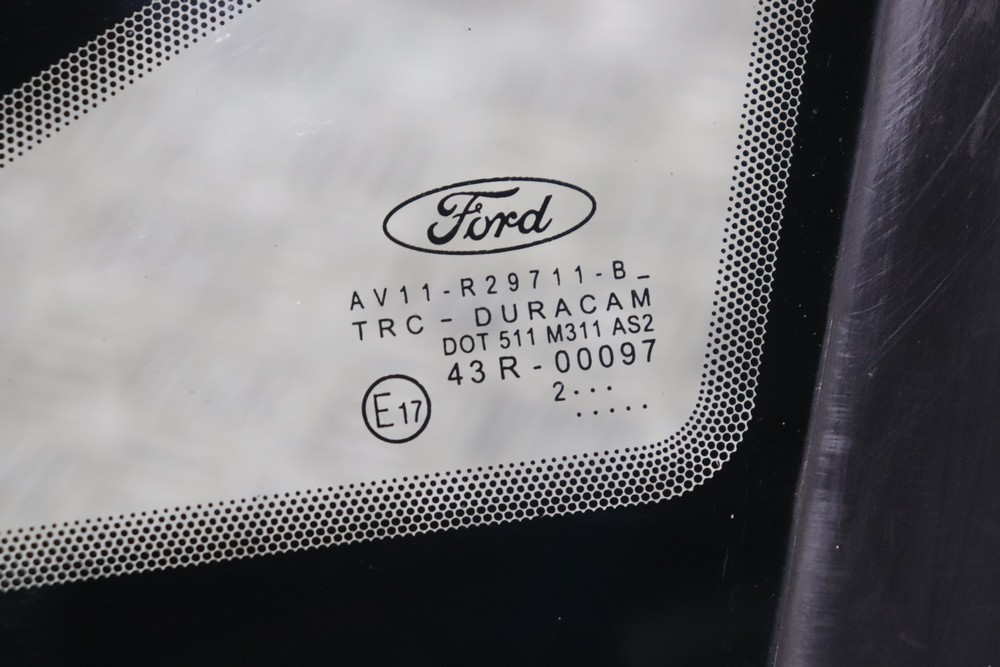 Ford
AV11-R29711-B_
TRC - DURACAM
DOT 511 M311 AS2
43R-00097
E17
2...
.....